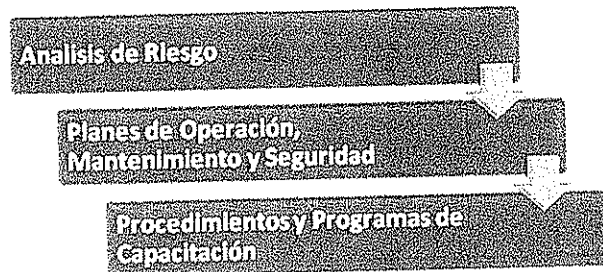 Analisis de Riesgo
Planes de Operación,
Mantenimiento y Seguridad
Procedimientos y Programas de
Capacitación